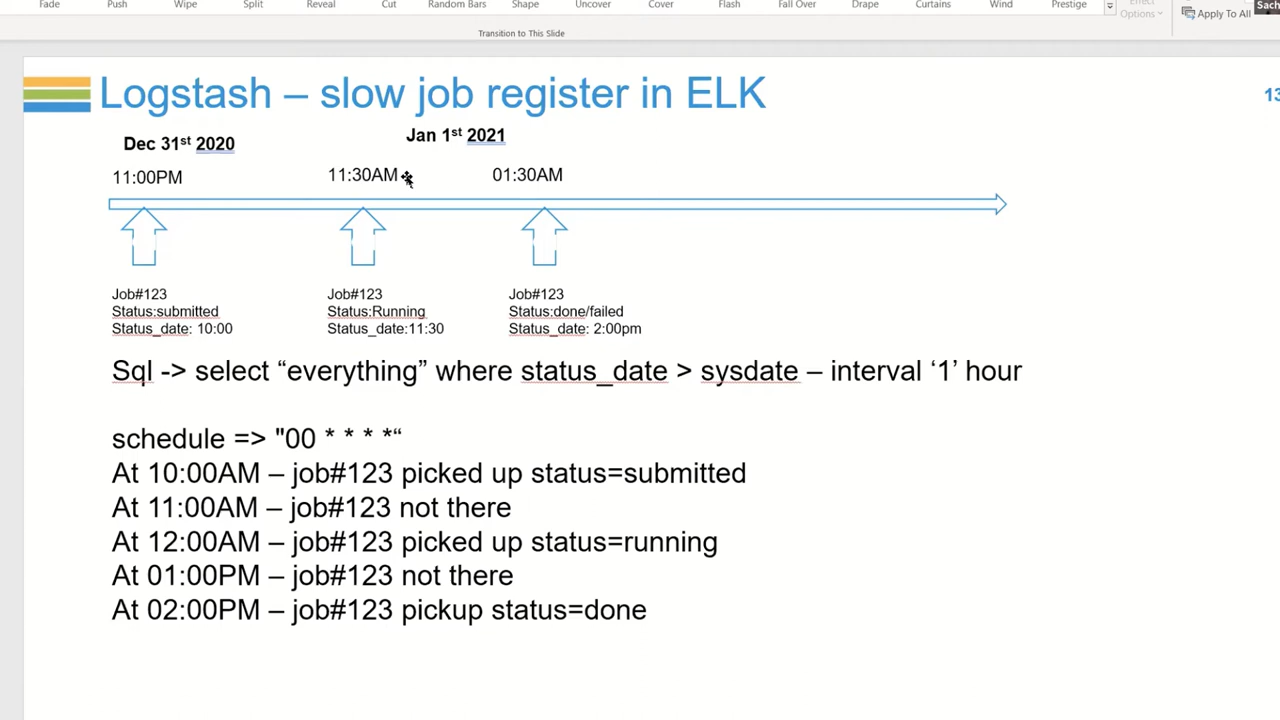 Fade Push Wipe Split Reveal Cut Random Bars Shape Uncover Cover Flash Fall Over Drape Curtains Wind Prestige Effect
Options Apply To All Sach
Transition to This Slide
Logstash – slow job register in ELK
13
Dec 31st 2020 Jan 1st 2021
11:00PM 11:30AM 01:30AM
Job#123 Job#123 Job#123
Status:submitted Status:Running Status:done/failed
Status_date: 10:00 Status_date:11:30 Status_date: 2:00pm
Sql -> select “everything” where status_date > sysdate – interval ‘1’ hour
schedule => "00 * * * *“
At 10:00AM – job#123 picked up status=submitted
At 11:00AM – job#123 not there
At 12:00AM – job#123 picked up status=running
At 01:00PM – job#123 not there
At 02:00PM – job#123 pickup status=done